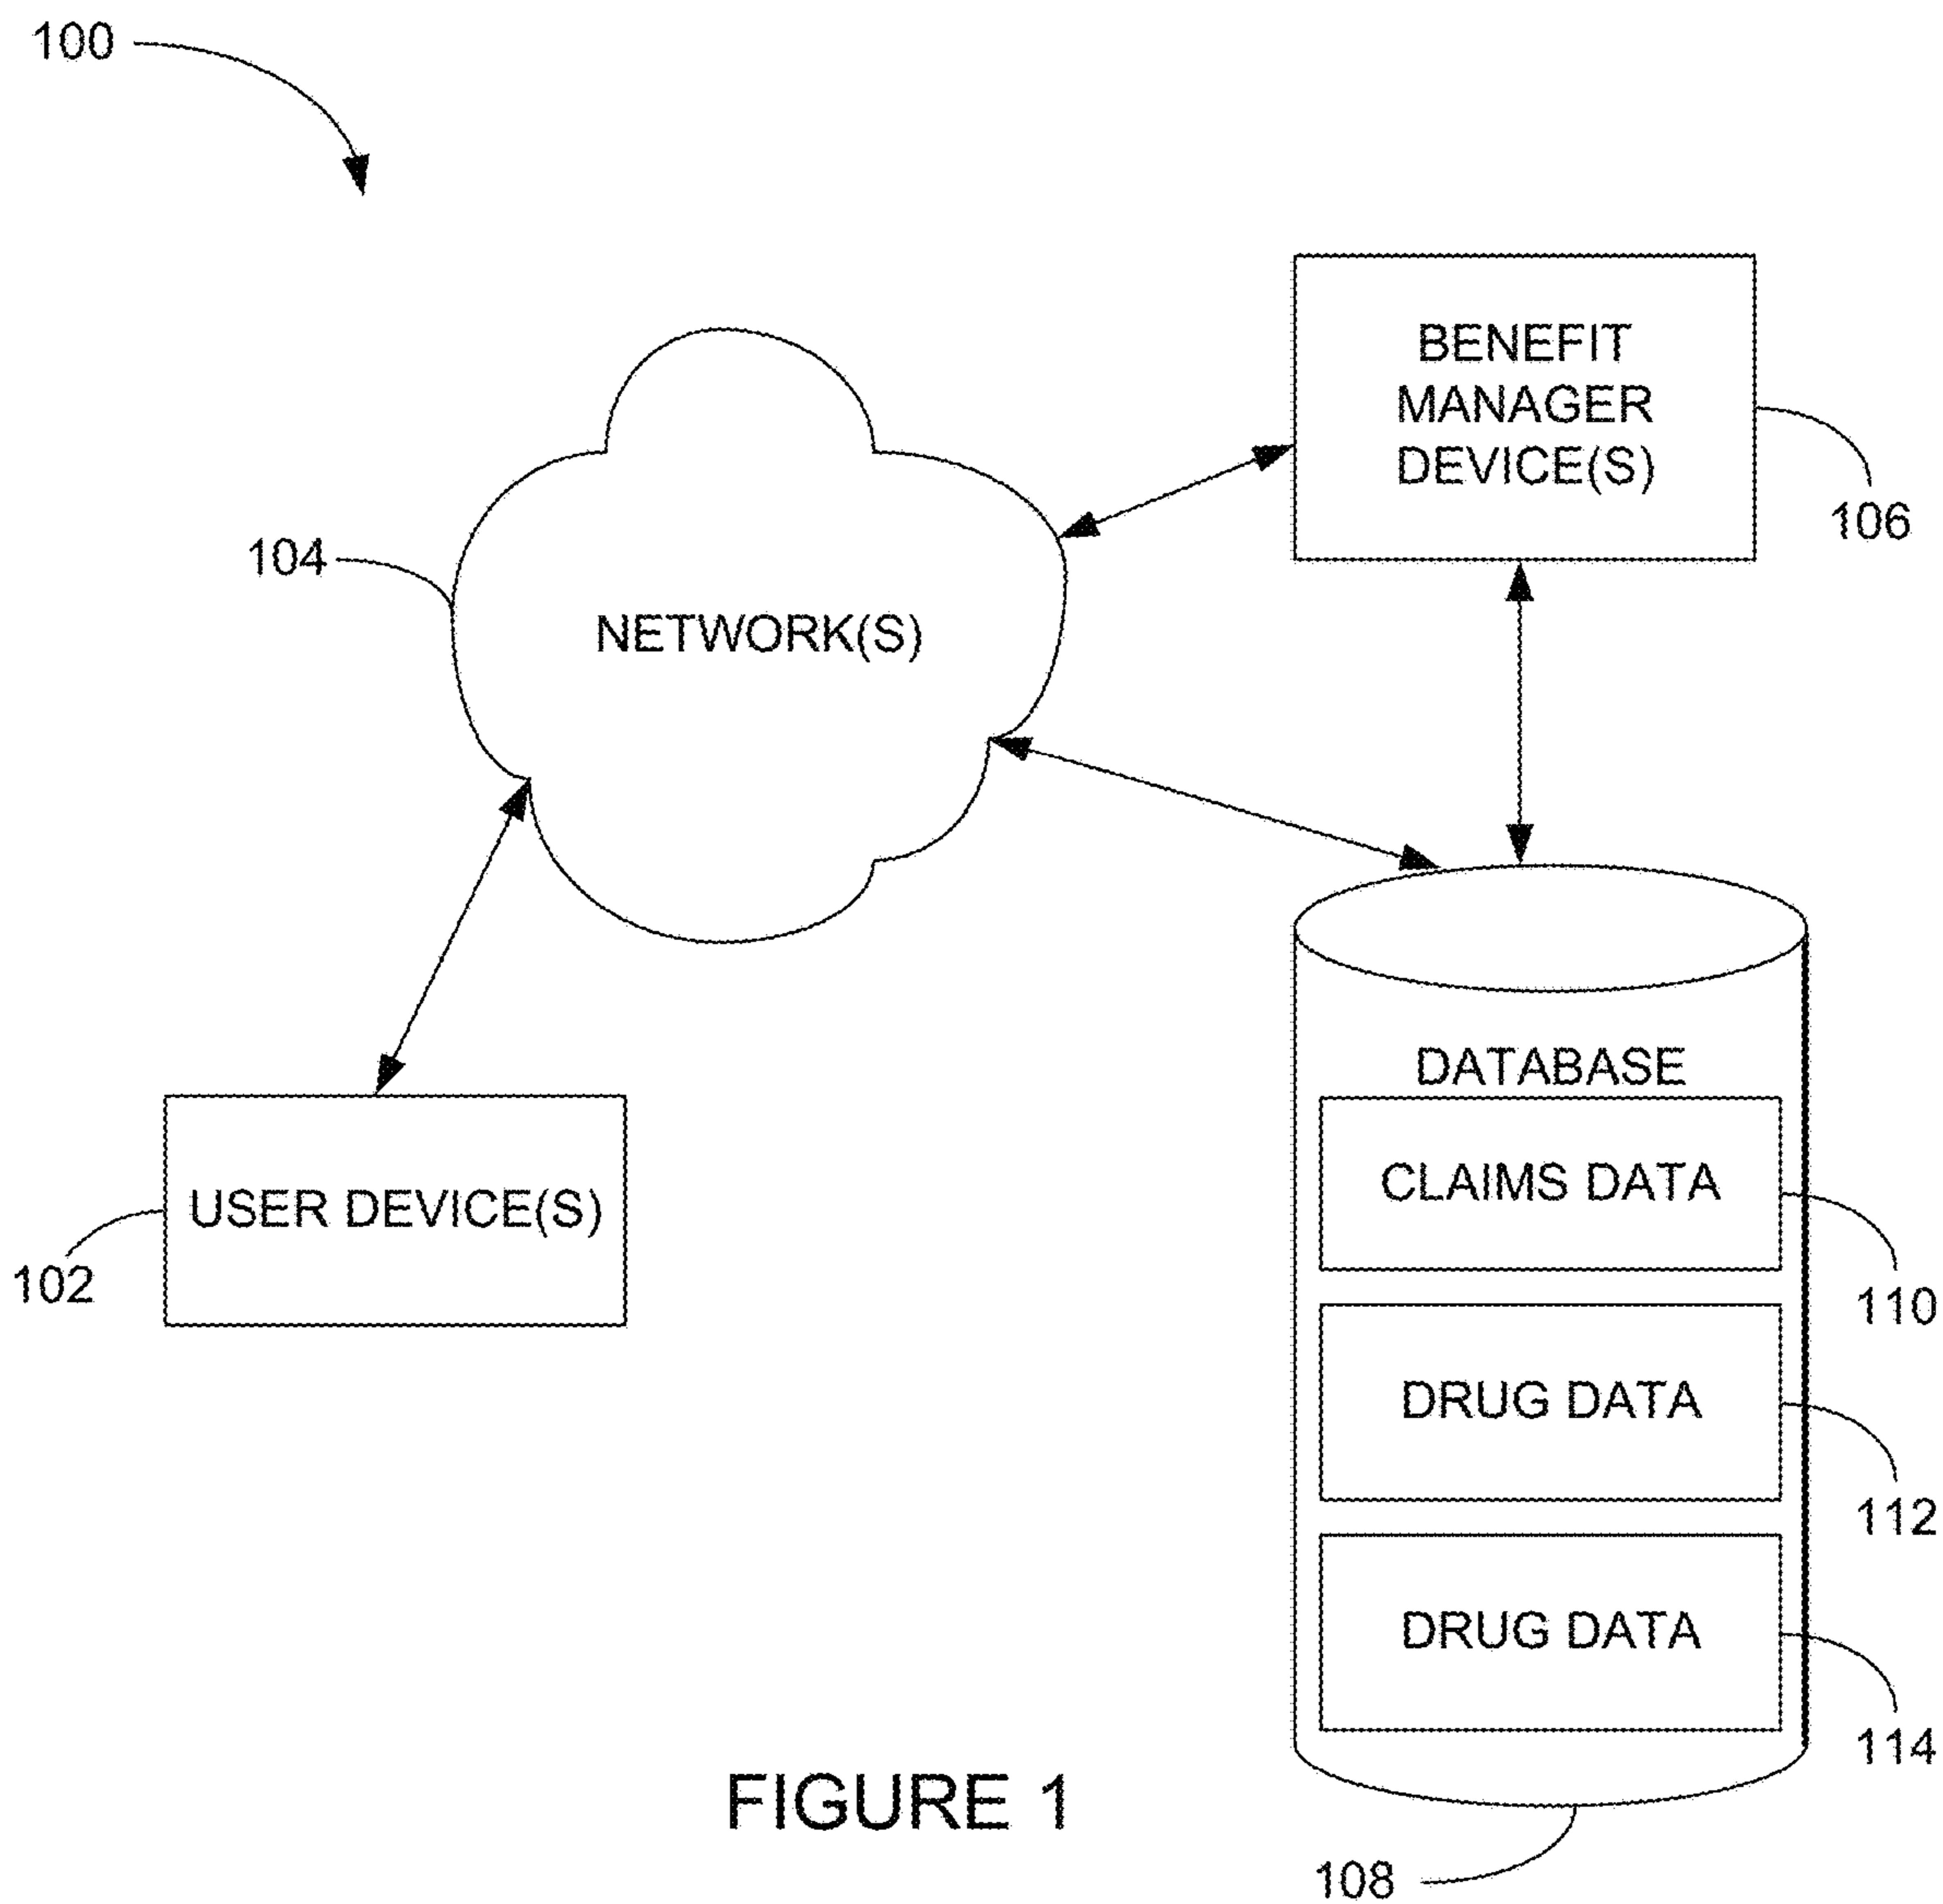 100
BENEFIT
MANAGER
DEVICE(S)
106
104
NETWORK(S)
DATABASE
CLAIMS DATA
110
USER DEVICE(S)
102
DRUG DATA
112
DRUG DATA
114
FIGURE 1
108